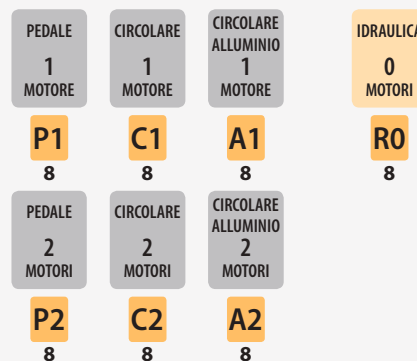 PEDALE
1
MOTORE
P1
8
CIRCOLARE
1
MOTORE
C1
8
CIRCOLARE
ALLUMINIO
1
MOTORE
A1
8
IDRAULICA
0
MOTORI
R0
8
PEDALE
2
MOTORI
P2
8
CIRCOLARE
2
MOTORI
C2
8
CIRCOLARE
ALLUMINIO
2
MOTORI
A2
8